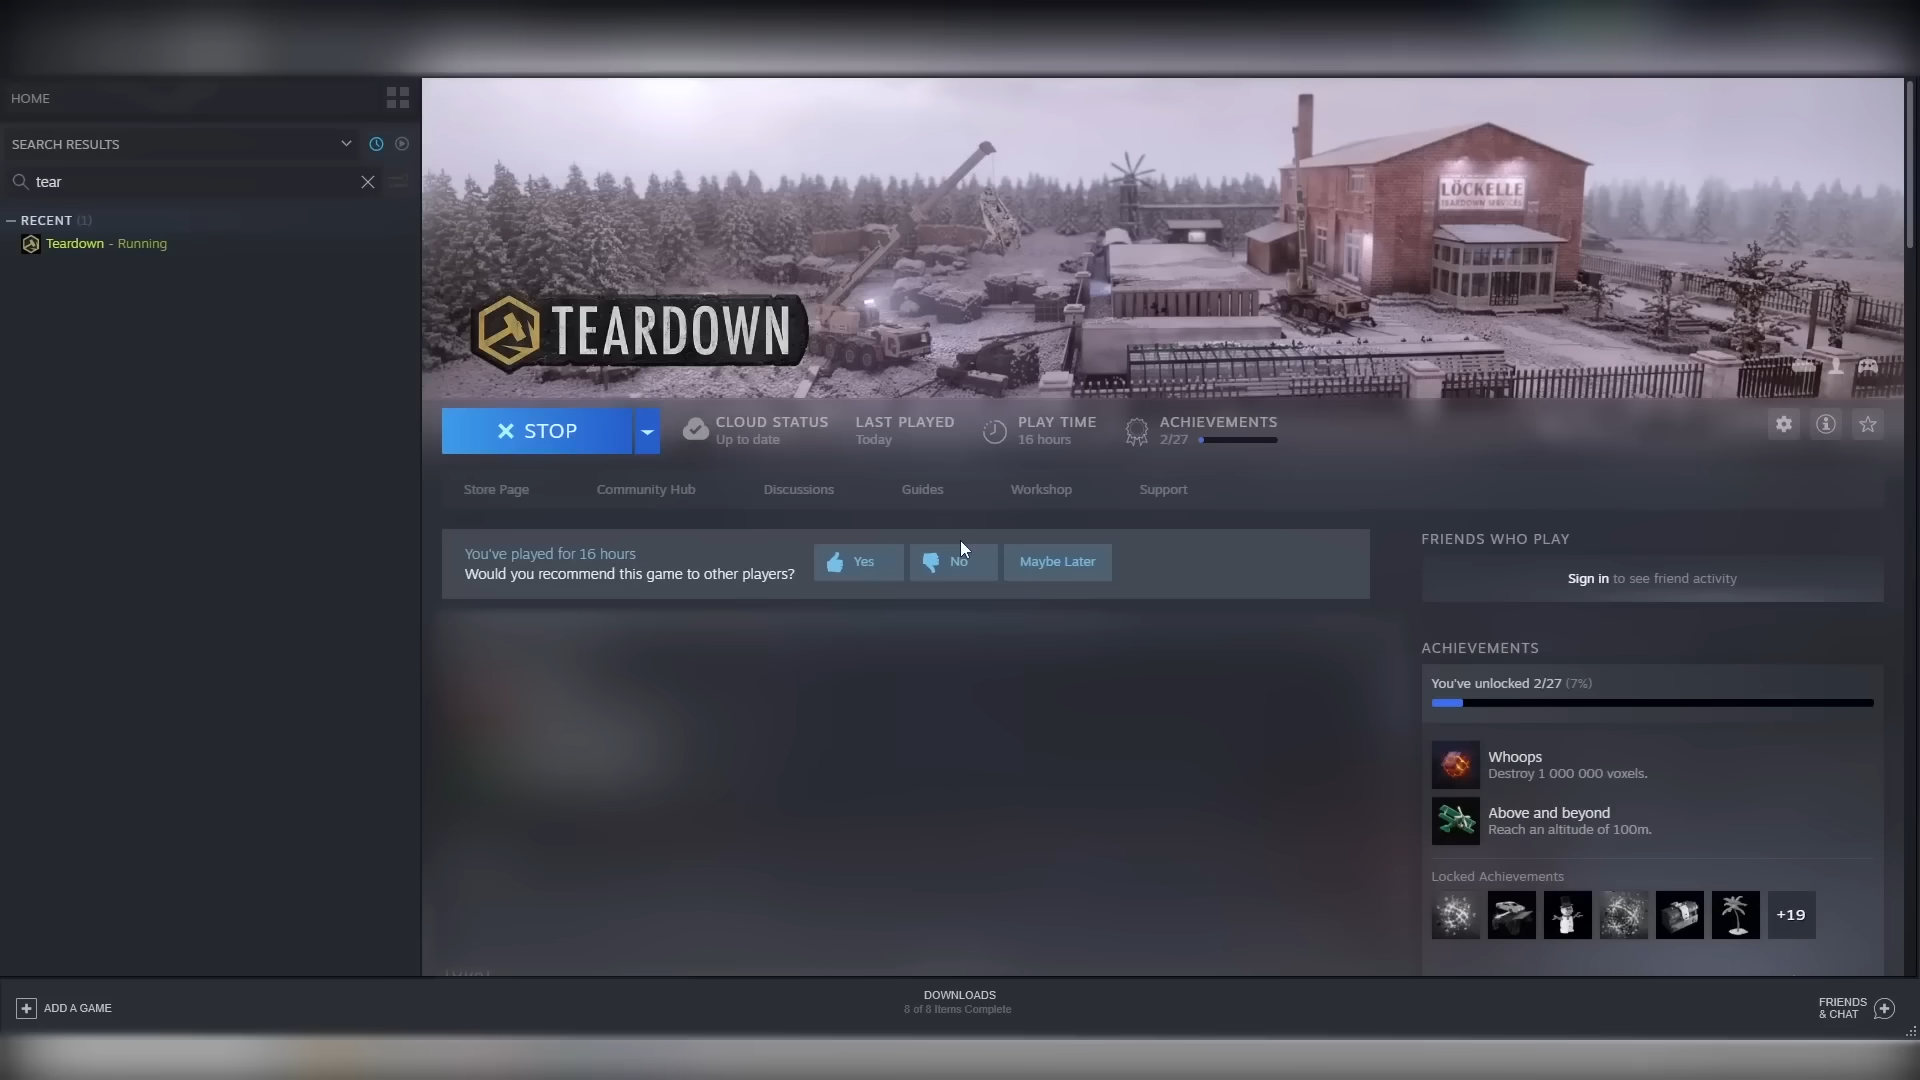 HOME
SEARCH RESULTS
tear
RECENT (1)
Teardown - Running
LÖCKELLE
TEARDOWN SERVICES
TEARDOWN
STOP
CLOUD STATUS
Up to date
LAST PLAYED
Today
PLAY TIME
16 hours
ACHIEVEMENTS
2/27
Store Page
Community Hub
Discussions
Guides
Workshop
Support
You've played for 16 hours
Would you recommend this game to other players?
Yes
No
Maybe Later
FRIENDS WHO PLAY
Sign in to see friend activity
ACHIEVEMENTS
You've unlocked 2/27 (7%)
Whoops
Destroy 1 000 000 voxels.
Above and beyond
Reach an altitude of 100m.
Locked Achievements
+19
ADD A GAME
DOWNLOADS
8 of 8 Items Complete
FRIENDS
& CHAT